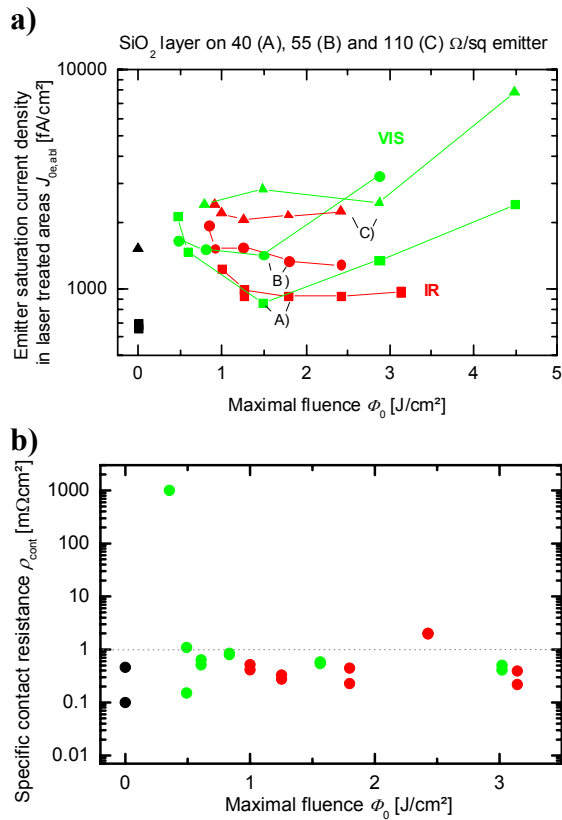 a)
SiO₂ layer on 40 (A), 55 (B) and 110 (C) Ω/sq emitter
Emitter saturation current density
in laser treated areas J₀ₑ,ₐbl [fA/cm²]
10000
1000
VIS
C)
B)
A)
IR
0 1 2 3 4 5
Maximal fluence Φ₀ [J/cm²]
b)
Specific contact resistance ρcont [mΩcm²]
1000
100
10
1
0.1
0.01
0 1 2 3
Maximal fluence Φ₀ [J/cm²]